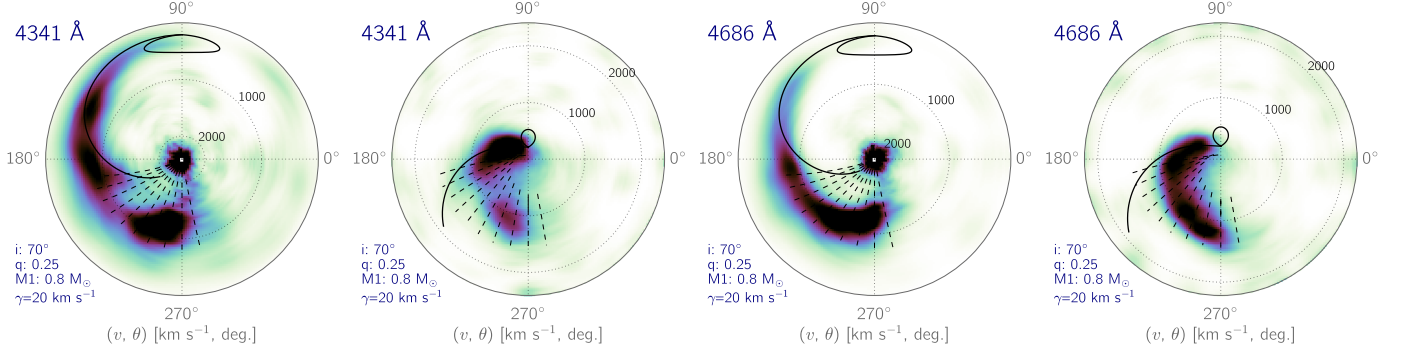 90°
4341 Å
1000
2000
180°
0°
i: 70°
q: 0.25
M1: 0.8 M☉
γ=20 km s⁻¹
270°
(v, θ) [km s⁻¹, deg.]
90°
4341 Å
2000
1000
180°
0°
i: 70°
q: 0.25
M1: 0.8 M☉
γ=20 km s⁻¹
270°
(v, θ) [km s⁻¹, deg.]
90°
4686 Å
1000
2000
180°
0°
i: 70°
q: 0.25
M1: 0.8 M☉
γ=20 km s⁻¹
270°
(v, θ) [km s⁻¹, deg.]
90°
4686 Å
2000
1000
180°
0°
i: 70°
q: 0.25
M1: 0.8 M☉
γ=20 km s⁻¹
270°
(v, θ) [km s⁻¹, deg.]